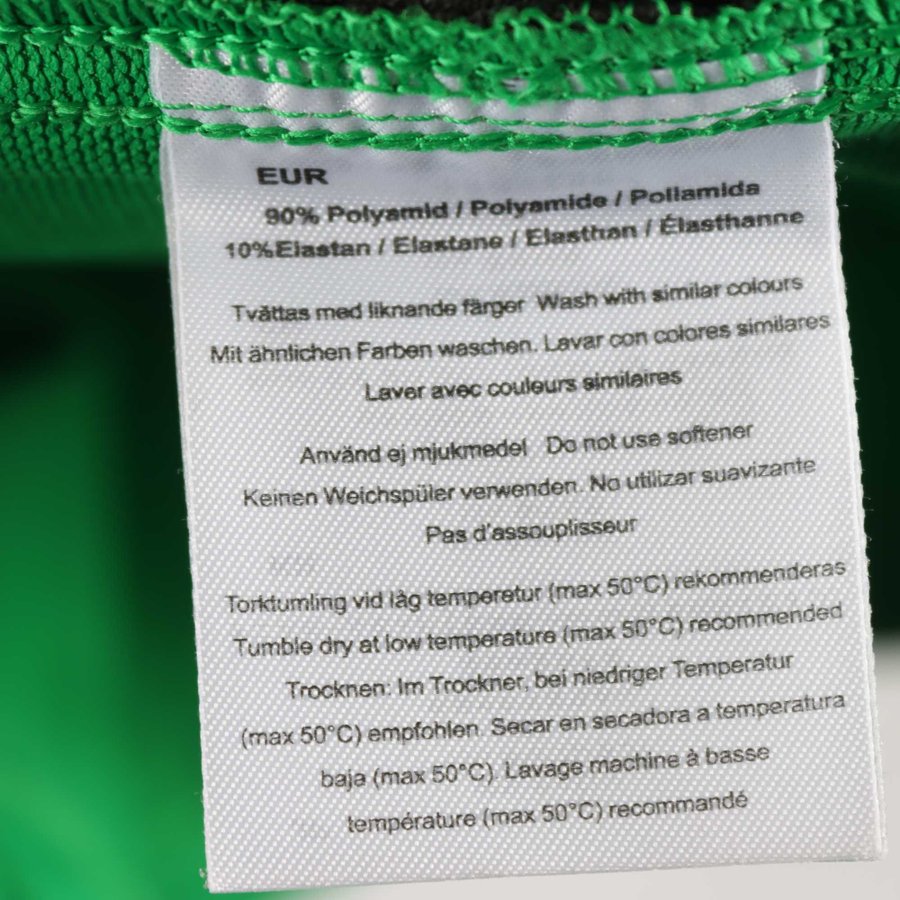 EUR
90% Polyamid / Polyamide / Poliamida
10%Elastan / Elastane / Elasthan / Élasthanne
Tvättas med liknande färger Wash with similar colours
Mit ähnlichen Farben waschen. Lavar con colores similares
Laver avec couleurs similaires
Använd ej mjukmedel Do not use softener
Keinen Weichspüler verwenden. No utilizar suavizante
Pas d'assouplisseur
Torktumling vid låg temperetur (max 50°C) rekommenderas
Tumble dry at low temperature (max 50°C) recommended
Trocknen: Im Trockner, bei niedriger Temperatur
(max 50°C) empfohlen. Secar en secadora a temperatura
baja (max 50°C). Lavage machine à basse
température (max 50°C) recommandé